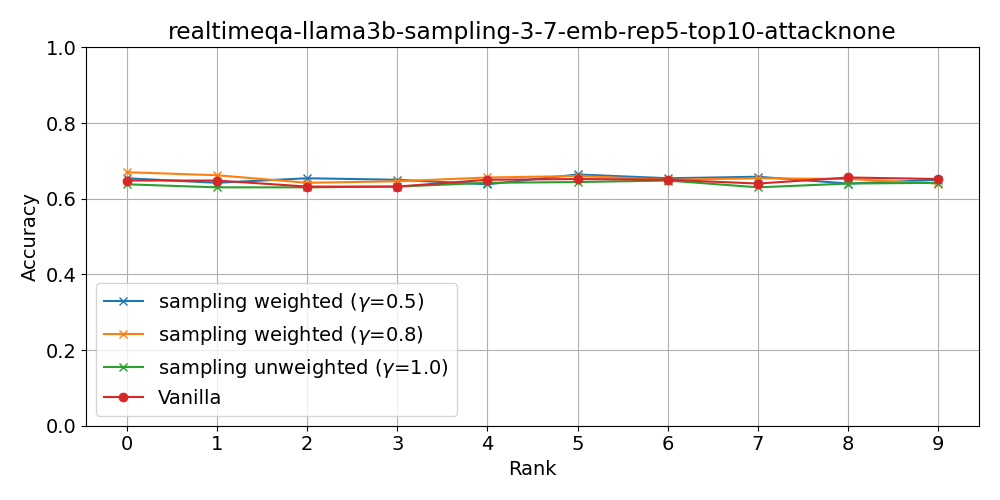 realtimeqa-llama3b-sampling-3-7-emb-rep5-top10-attacknone
1.0
0.8
0.6
0.4
0.2
0.0
Accuracy
sampling weighted (γ=0.5)
sampling weighted (γ=0.8)
sampling unweighted (γ=1.0)
Vanilla
0 1 2 3 4 5 6 7 8 9
Rank